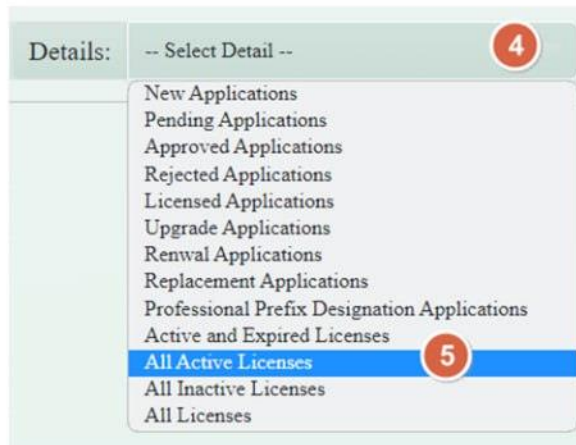 Details: -- Select Detail -- 4
New Applications
Pending Applications
Approved Applications
Rejected Applications
Licensed Applications
Upgrade Applications
Renwal Applications
Replacement Applications
Professional Prefix Designation Applications
Active and Expired Licenses
All Active Licenses 5
All Inactive Licenses
All Licenses